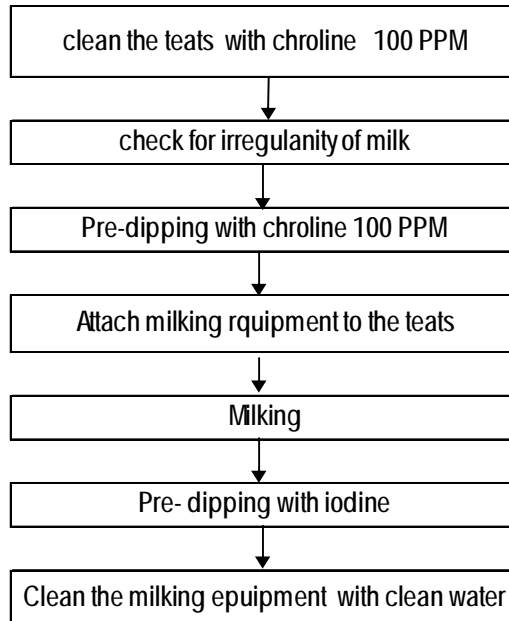 clean the teats with chroline 100 PPM
check for irregulanity of milk
Pre-dipping with chroline 100 PPM
Attach milking rquipment to the teats
Milking
Pre- dipping with iodine
Clean the milking epuipment with clean water